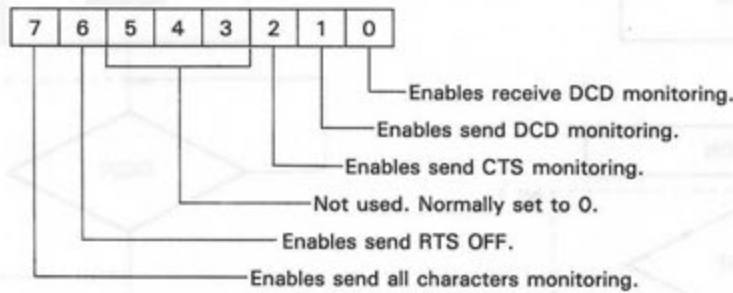 7 6 5 4 3 2 1 0
Enables receive DCD monitoring.
Enables send DCD monitoring.
Enables send CTS monitoring.
Not used. Normally set to 0.
Enables send RTS OFF.
Enables send all characters monitoring.